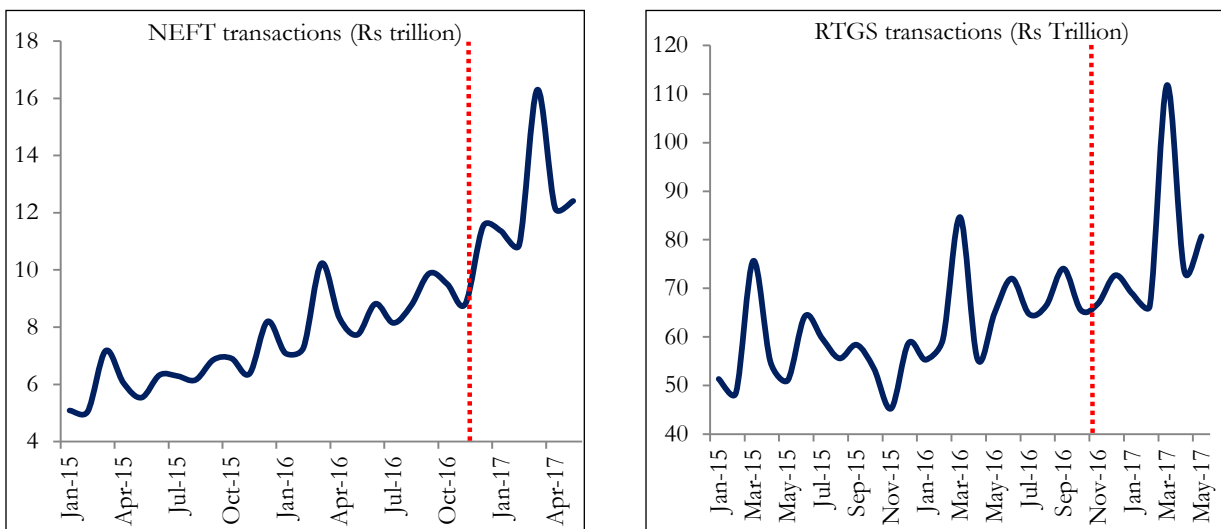 NEFT transactions (Rs trillion)
18
16
14
12
10
8
6
4
Jan-15
Apr-15
Jul-15
Oct-15
Jan-16
Apr-16
Jul-16
Oct-16
Jan-17
Apr-17
RTGS transactions (Rs Trillion)
120
110
100
90
80
70
60
50
40
Jan-15
Mar-15
May-15
Jul-15
Sep-15
Nov-15
Jan-16
Mar-16
May-16
Jul-16
Sep-16
Nov-16
Jan-17
Mar-17
May-17